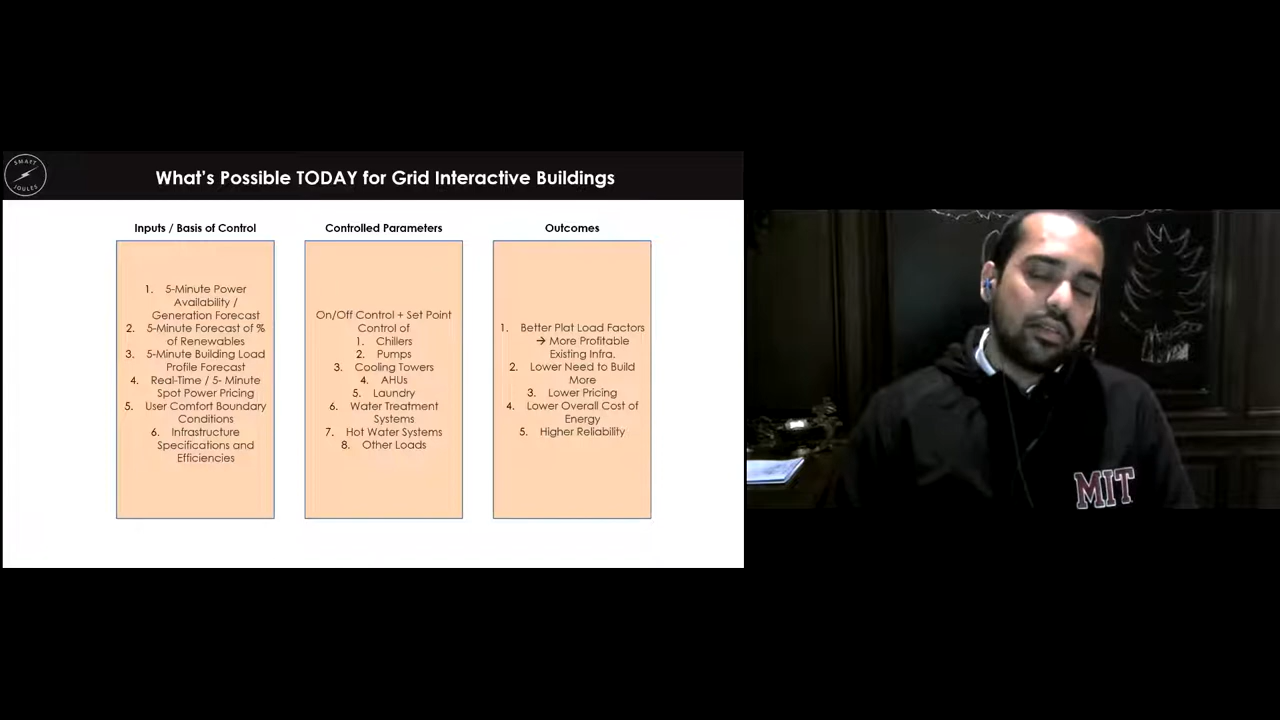 SMART
JOULES
What's Possible TODAY for Grid Interactive Buildings
Inputs / Basis of Control
1. 5-Minute Power
Availability /
Generation Forecast
2. 5-Minute Forecast of %
of Renewables
3. 5-Minute Building Load
Profile Forecast
4. Real-Time / 5- Minute
Spot Power Pricing
5. User Comfort Boundary
Conditions
6. Infrastructure
Specifications and
Efficiencies
Controlled Parameters
On/Off Control + Set Point
Control of
1. Chillers
2. Pumps
3. Cooling Towers
4. AHUs
5. Laundry
6. Water Treatment
Systems
7. Hot Water Systems
8. Other Loads
Outcomes
1. Better Plat Load Factors
→ More Profitable
Existing Infra.
2. Lower Need to Build
More
3. Lower Pricing
4. Lower Overall Cost of
Energy
5. Higher Reliability
MIT